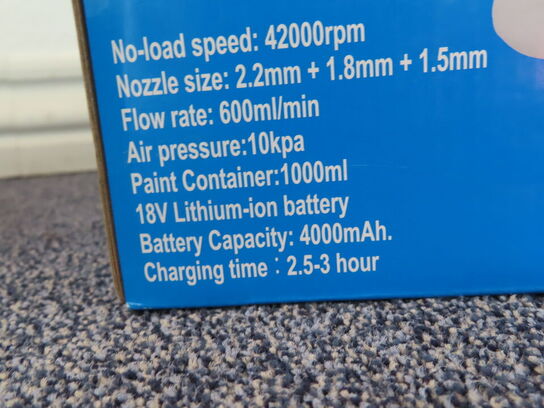 No-load speed: 42000rpm
Nozzle size: 2.2mm + 1.8mm + 1.5mm
Flow rate: 600ml/min
Air pressure:10kpa
Paint Container:1000ml
18V Lithium-ion battery
Battery Capacity: 4000mAh.
Charging time : 2.5-3 hour